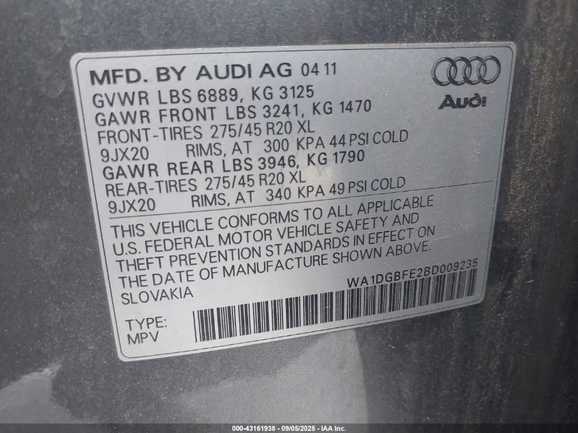 MFD. BY AUDI AG 04 11
GVWR LBS 6889, KG 3125
GAWR FRONT LBS 3241, KG 1470
FRONT-TIRES 275/45 R20 XL
9JX20 RIMS, AT 300 KPA 44 PSI COLD
GAWR REAR LBS 3946, KG 1790
REAR-TIRES 275/45 R20 XL
9JX20 RIMS, AT 340 KPA 49 PSI COLD
Audi
THIS VEHICLE CONFORMS TO ALL APPLICABLE
U.S. FEDERAL MOTOR VEHICLE SAFETY AND
THEFT PREVENTION STANDARDS IN EFFECT ON
THE DATE OF MANUFACTURE SHOWN ABOVE.
SLOVAKIA
WA1DGBFE2BD009235
TYPE:
MPV
000-43161938 - 09/05/2025 - IAA Inc.